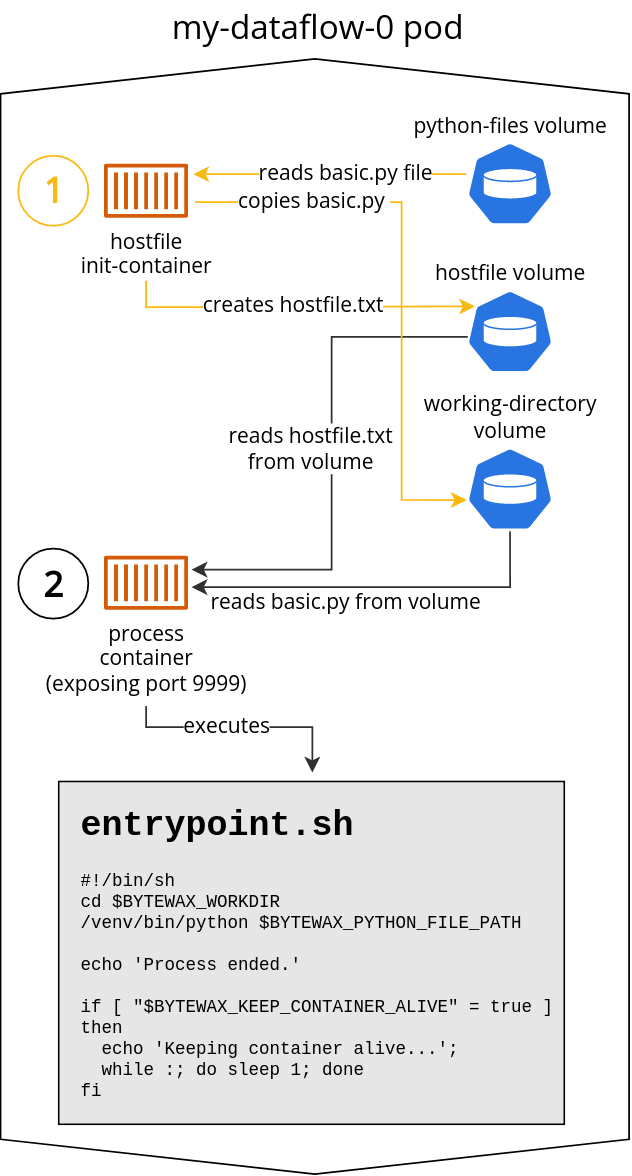 my-dataflow-0 pod
python-files volume
1
reads basic.py file
copies basic.py
hostfile
init-container
hostfile volume
creates hostfile.txt
working-directory
volume
reads hostfile.txt
from volume
2
reads basic.py from volume
process
container
(exposing port 9999)
executes
entrypoint.sh
#!/bin/sh
cd $BYTEWAX_WORKDIR
/venv/bin/python $BYTEWAX_PYTHON_FILE_PATH
echo 'Process ended.'
if [ "$BYTEWAX_KEEP_CONTAINER_ALIVE" = true ]
then
  echo 'Keeping container alive...';
  while :; do sleep 1; done
fi